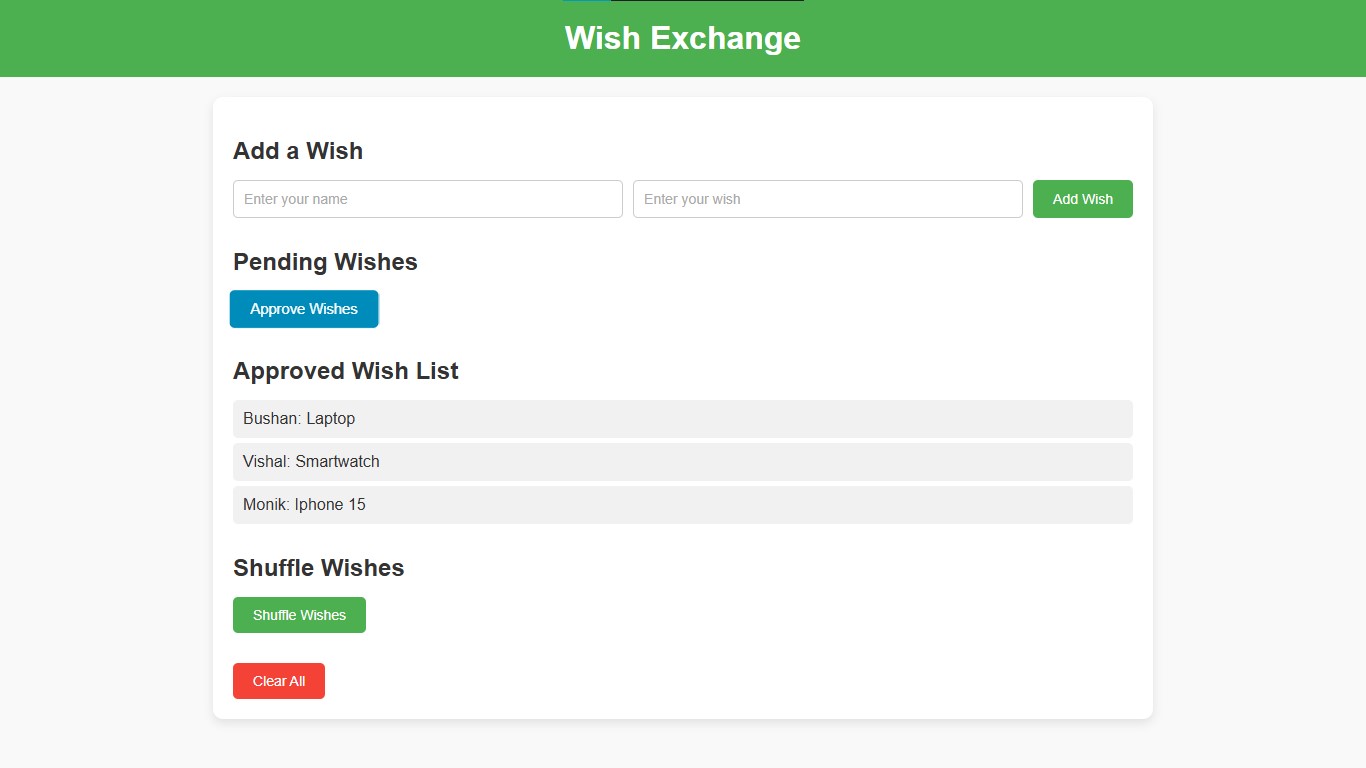 Wish Exchange
Add a Wish
Enter your name
Enter your wish
Add Wish
Pending Wishes
Approve Wishes
Approved Wish List
Bushan: Laptop
Vishal: Smartwatch
Monik: Iphone 15
Shuffle Wishes
Shuffle Wishes
Clear All